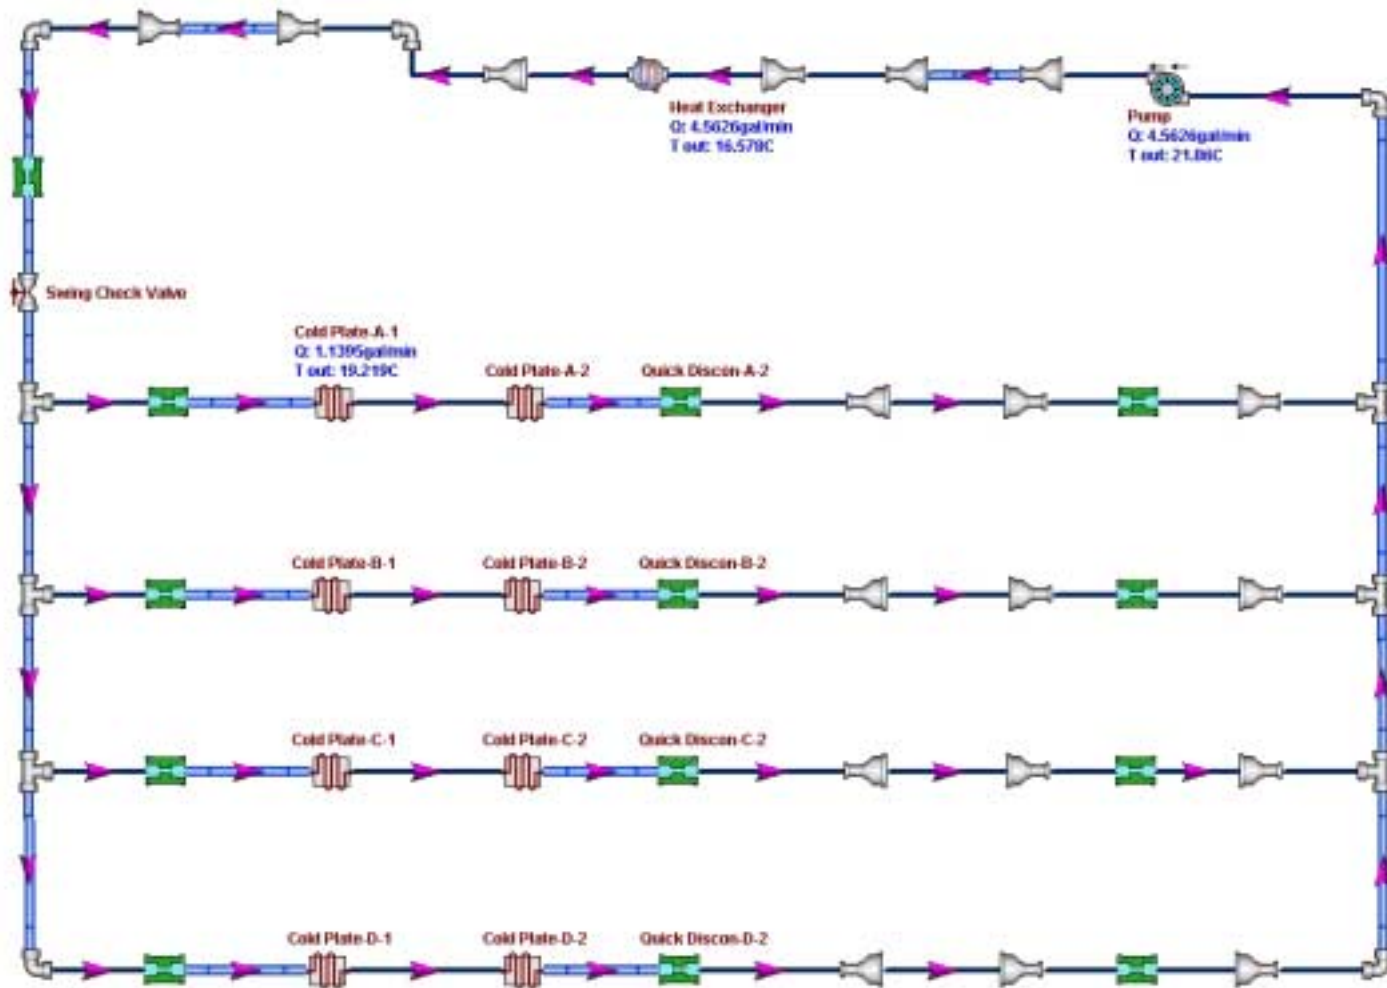 Heat Exchanger
Q: 4.5626gal/min
T out: 16.578C
Pump
Q: 4.5626gal/min
T out: 21.86C
Swing Check Valve
Cold Plate-A-1
Q: 1.1395gal/min
T out: 19.219C
Cold Plate-A-2
Quick Discon-A-2
Cold Plate-B-1
Cold Plate-B-2
Quick Discon-B-2
Cold Plate-C-1
Cold Plate-C-2
Quick Discon-C-2
Cold Plate-D-1
Cold Plate-D-2
Quick Discon-D-2